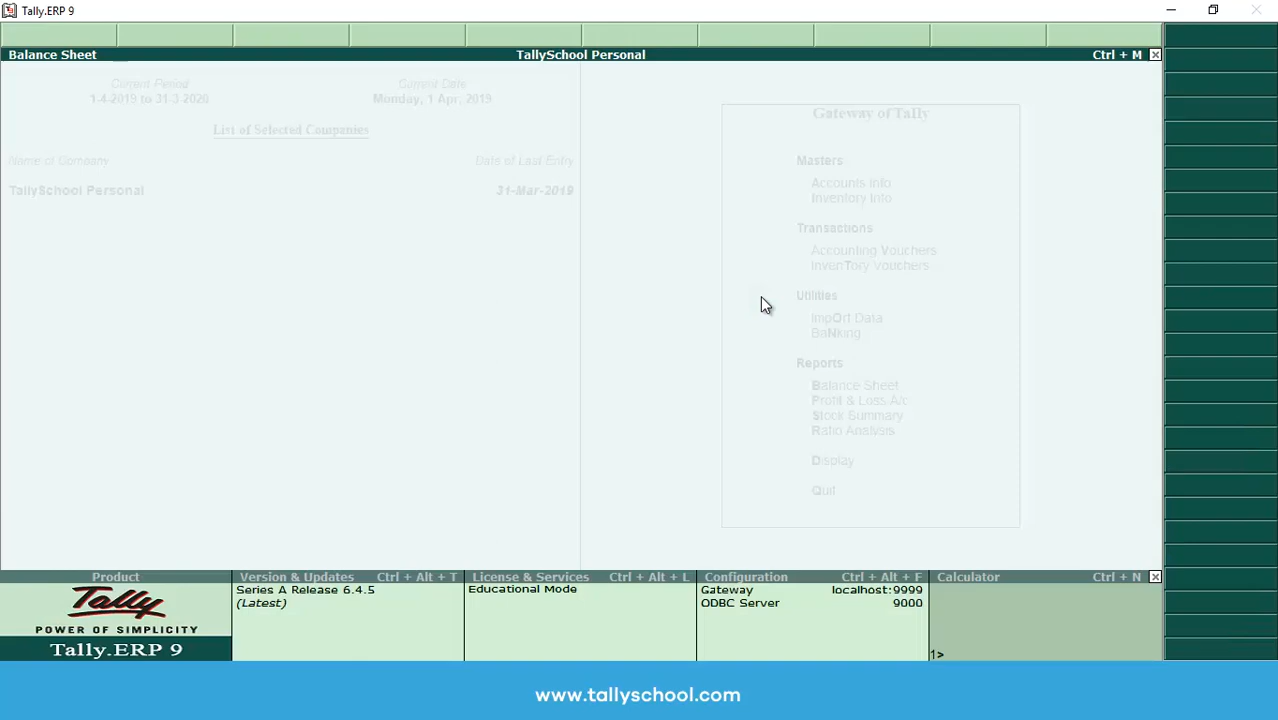 Tally.ERP 9
Balance Sheet TallySchool Personal Ctrl + M
Current Period Current Date
1-4-2019 to 31-3 2020 Monday, 1 Apr, 2019
List of Selected Companies
Name of Company Date of Last Entry
TallySchool Personal 31-Mar-2019
Gateway of Tally
Masters
Accounts Info
Inventory Info
Transactions
Accounting Vouchers
InvenTory Vouchers
Utilities
ImpOrt Data
BaNking
Reports
Balance Sheet
Profit & Loss A/c
Stock Summary
Ratio Analysis
Display
Quit
Product
Tally
POWER OF SIMPLICITY
Tally.ERP 9
Version & Updates Ctrl + Alt + T
Series A Release 6.4.5
(Latest)
License & Services Ctrl + Alt + L
Educational Mode
Configuration Ctrl + Alt + F
Gateway localhost:9999
ODBC Server 9000
Calculator Ctrl + N
1>
www.tallyschool.com